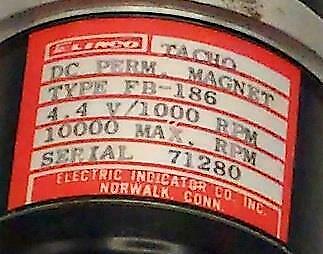 ELINCO TACHO
DC PERM. MAGNET
TYPE FB-186
4.4 V/1000 RPM
10000 MAX. RPM
SERIAL 71280
ELECTRIC INDICATOR CO. INC.
NORWALK, CONN.